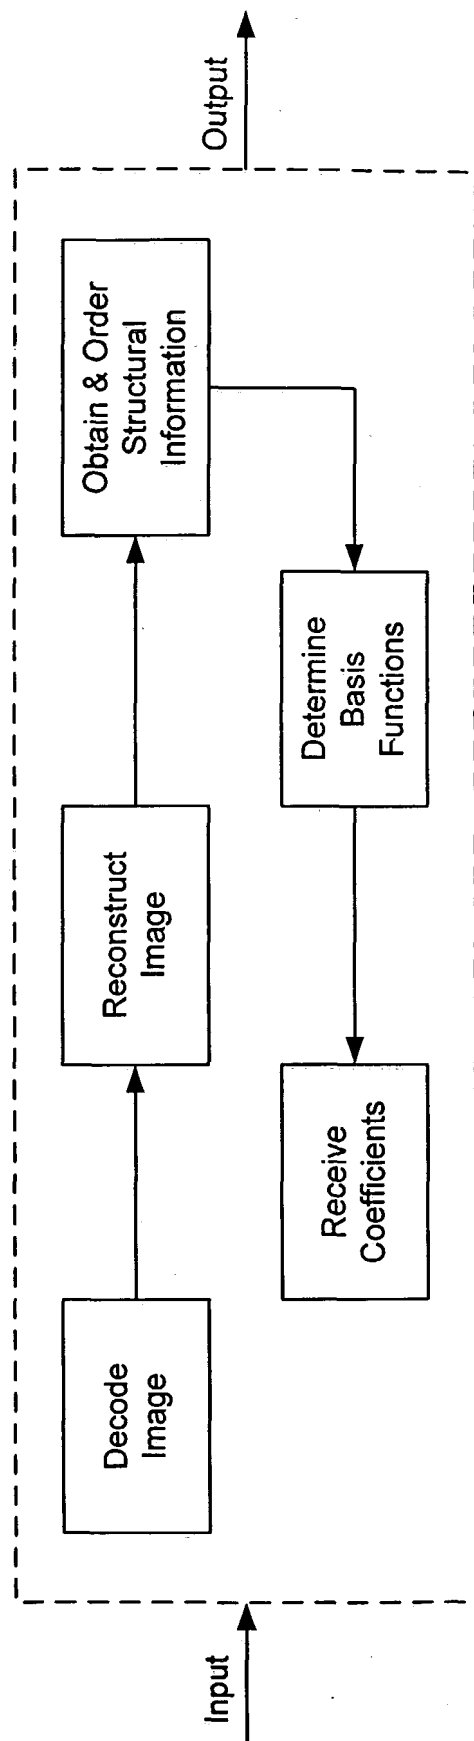 Input
Decode
Image
Reconstruct
Image
Obtain & Order
Structural
Information
Determine
Basis
Functions
Receive
Coefficients
Output